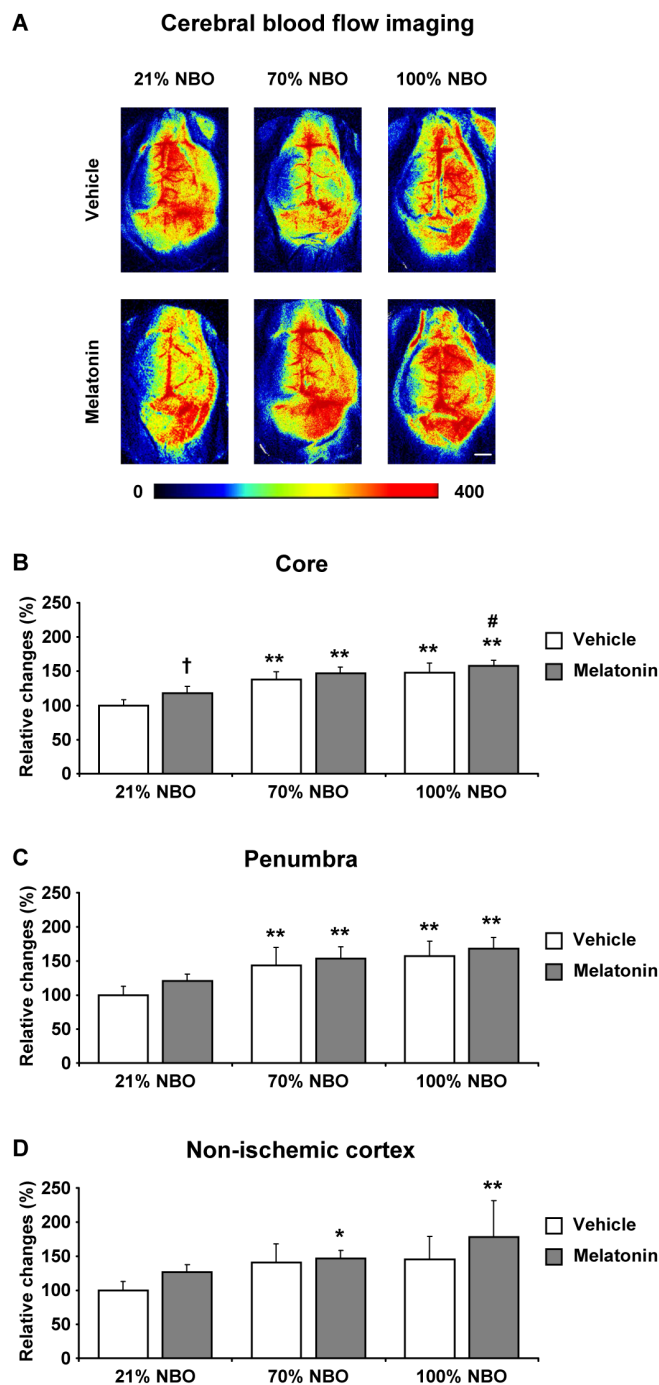 A Cerebral blood flow imaging
21% NBO 70% NBO 100% NBO
Vehicle
Melatonin
0 400
B Core
Relative changes (%)
250
200
150
100
50
0
†
**
**
**
#
**
Vehicle
Melatonin
21% NBO 70% NBO 100% NBO
C Penumbra
Relative changes (%)
250
200
150
100
50
0
**
**
**
**
Vehicle
Melatonin
21% NBO 70% NBO 100% NBO
D Non-ischemic cortex
Relative changes (%)
250
200
150
100
50
0
*
**
Vehicle
Melatonin
21% NBO 70% NBO 100% NBO